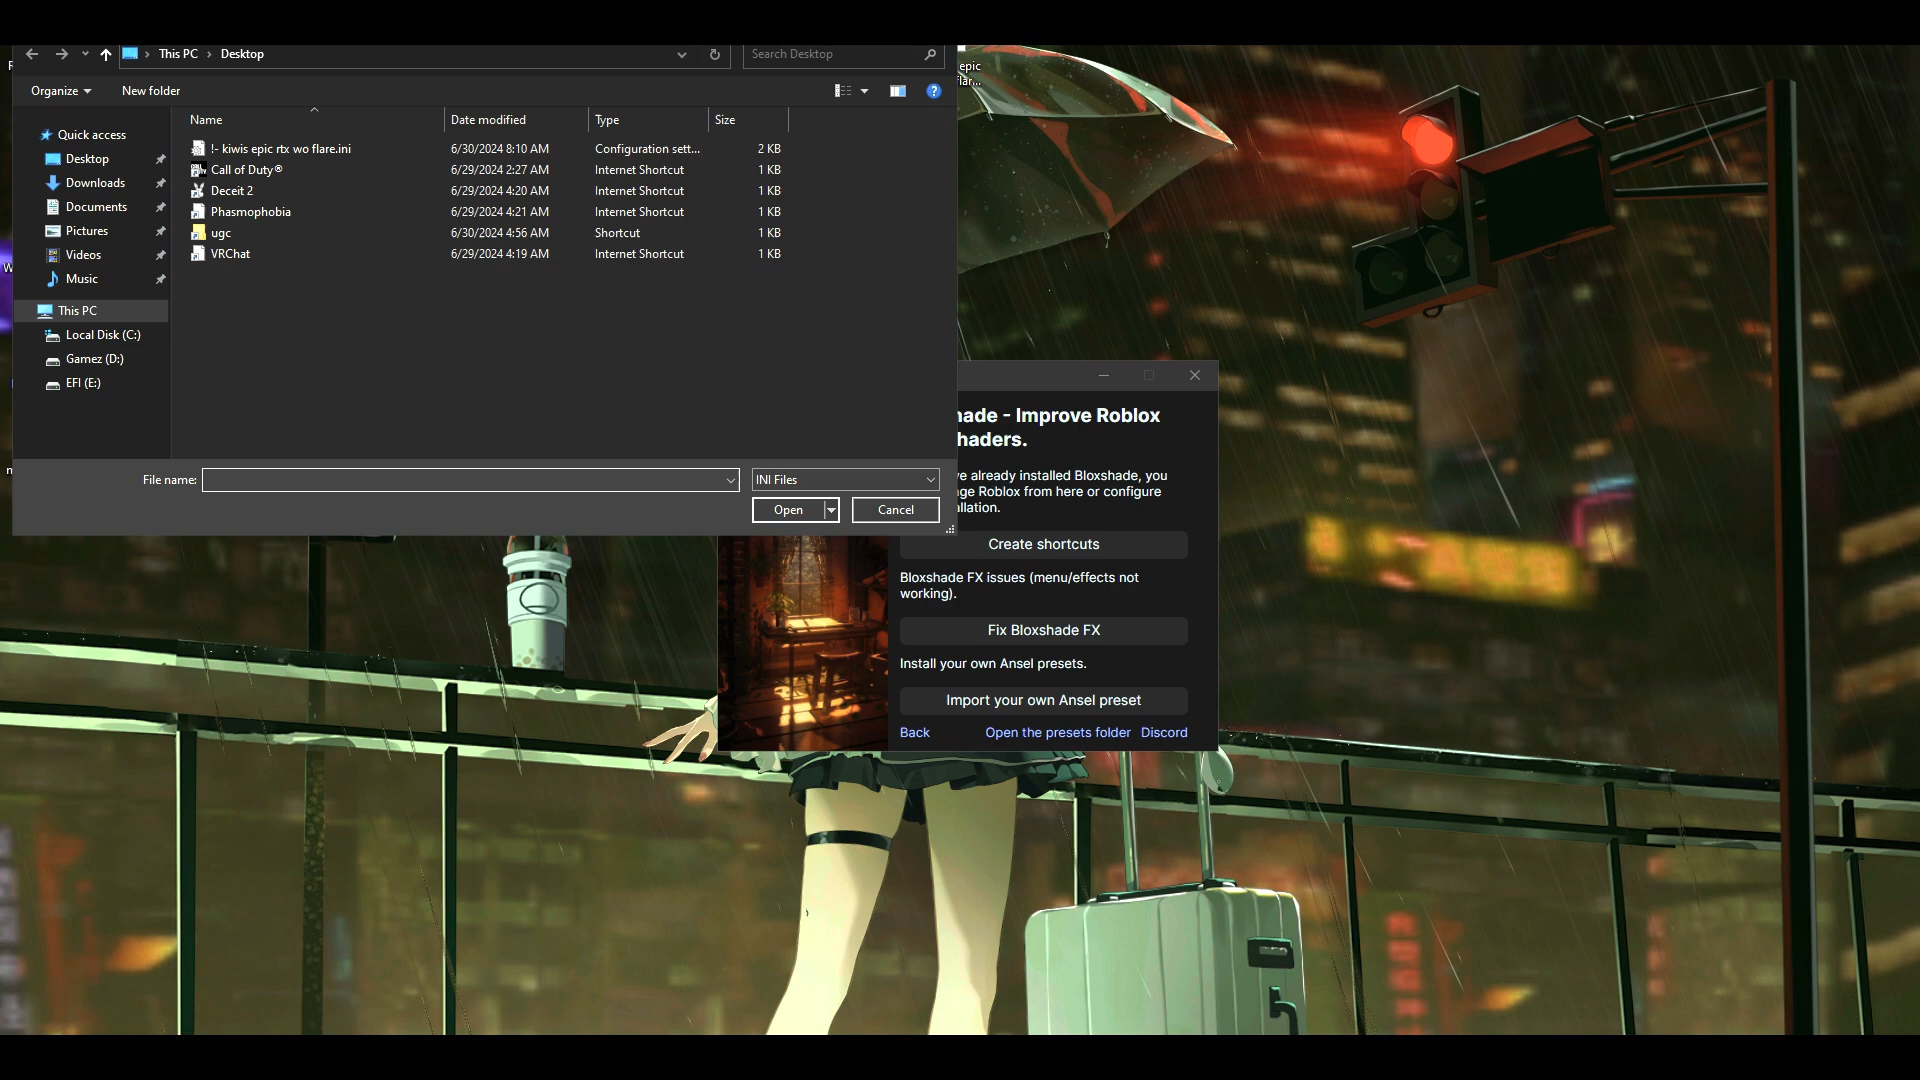 This PC
Desktop
Search Desktop
Organize
New folder
Name
Date modified
Type
Size
Quick access
Desktop
Downloads
Documents
Pictures
Videos
Music
This PC
Local Disk (C:)
Gamez (D:)
EFI (E:)
!- kiwis epic rtx wo flare.ini 6/30/2024 8:10 AM Configuration sett... 2 KB
Call of Duty® 6/29/2024 2:27 AM Internet Shortcut 1 KB
Deceit 2 6/29/2024 4:20 AM Internet Shortcut 1 KB
Phasmophobia 6/29/2024 4:21 AM Internet Shortcut 1 KB
ugc 6/30/2024 4:56 AM Shortcut 1 KB
VRChat 6/29/2024 4:19 AM Internet Shortcut 1 KB
File name:
INI Files
Open
Cancel
epic
lar...
hade - Improve Roblox
haders.
ve already installed Bloxshade, you
ge Roblox from here or configure
llation.
Create shortcuts
Bloxshade FX issues (menu/effects not
working).
Fix Bloxshade FX
Install your own Ansel presets.
Import your own Ansel preset
Back
Open the presets folder
Discord